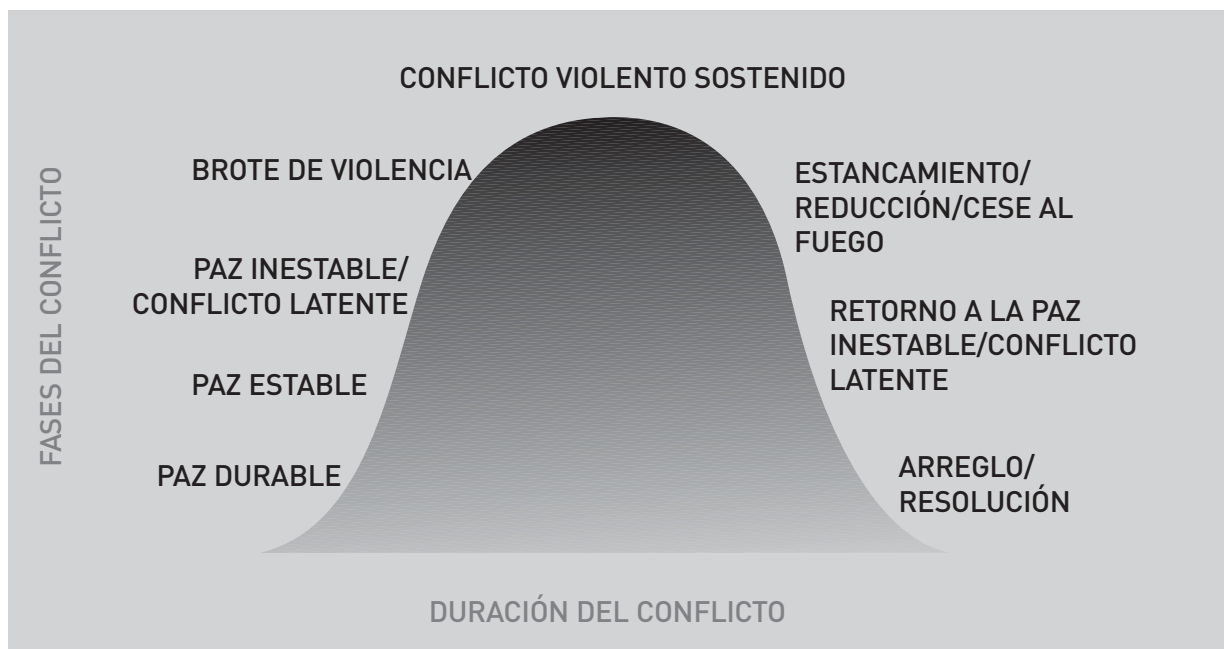 CONFLICTO VIOLENTO SOSTENIDO
BROTE DE VIOLENCIA
PAZ INESTABLE/
CONFLICTO LATENTE
PAZ ESTABLE
PAZ DURABLE
ESTANCAMIENTO/
REDUCCIÓN/CESE AL
FUEGO
RETORNO A LA PAZ
INESTABLE/CONFLICTO
LATENTE
ARREGLO/
RESOLUCIÓN
FASES DEL CONFLICTO
DURACIÓN DEL CONFLICTO